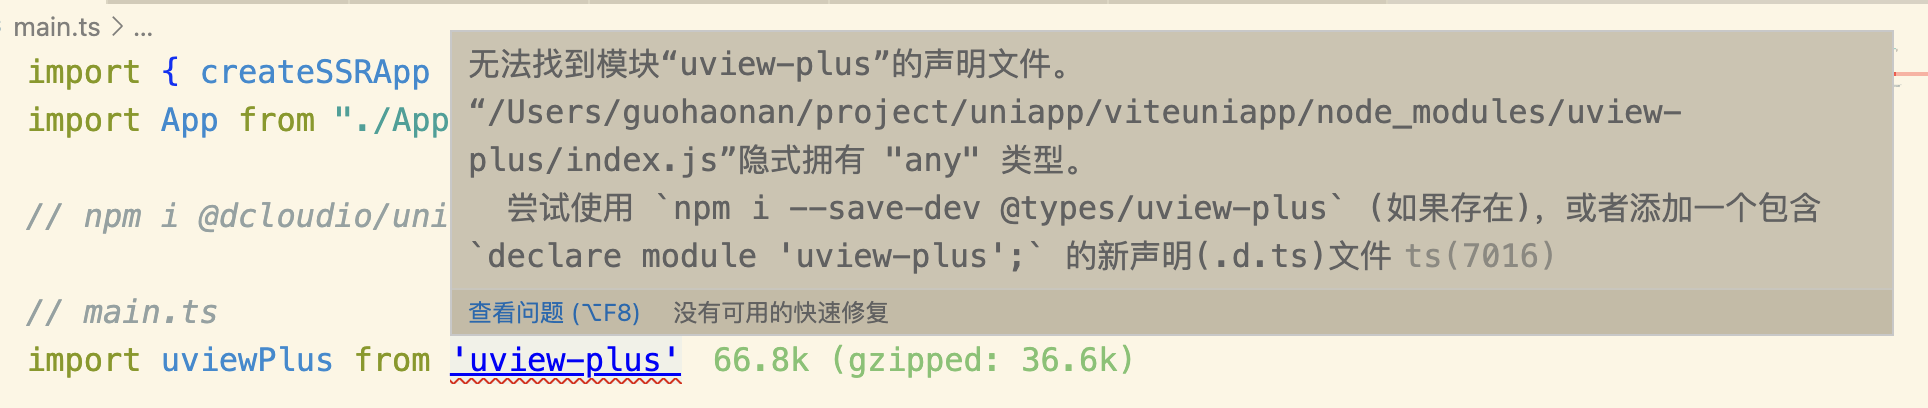 main.ts > ...
import { createSSRApp
import App from "./App
// npm i @dcloudio/uni
// main.ts
import uviewPlus from 'uview-plus' 66.8k (gzipped: 36.6k)
无法找到模块“uview-plus”的声明文件。
“/Users/guohaonan/project/uniapp/viteuniapp/node_modules/uview-
plus/index.js”隐式拥有 "any" 类型。
尝试使用 `npm i --save-dev @types/uview-plus` (如果存在)，或者添加一个包含
`declare module 'uview-plus';` 的新声明(.d.ts)文件 ts(7016)
查看问题 (⌥F8) 没有可用的快速修复